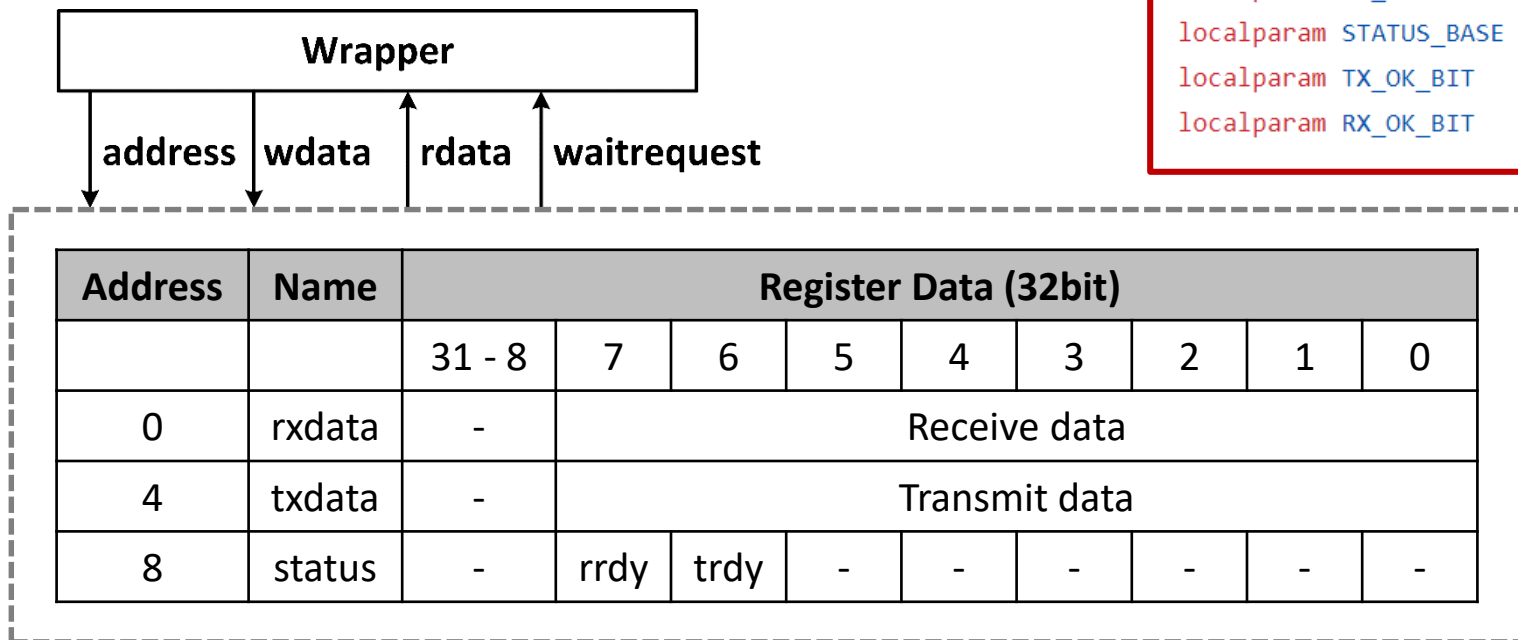 Wrapper
address wdata rdata waitrequest
localparam STATUS_BASE
localparam TX_OK_BIT
localparam RX_OK_BIT
Address Name Register Data (32bit)
31 - 8 7 6 5 4 3 2 1 0
0 rxdata - Receive data
4 txdata - Transmit data
8 status - rrdy trdy - - - - - -